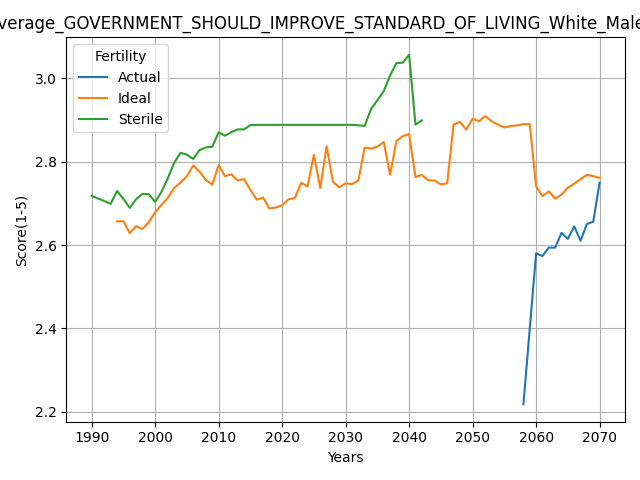 verage_GOVERNMENT_SHOULD_IMPROVE_STANDARD_OF_LIVING_White_Male
Fertility
Actual
Ideal
Sterile
3.0
2.8
2.6
2.4
2.2
Score(1-5)
1990 2000 2010 2020 2030 2040 2050 2060 2070
Years